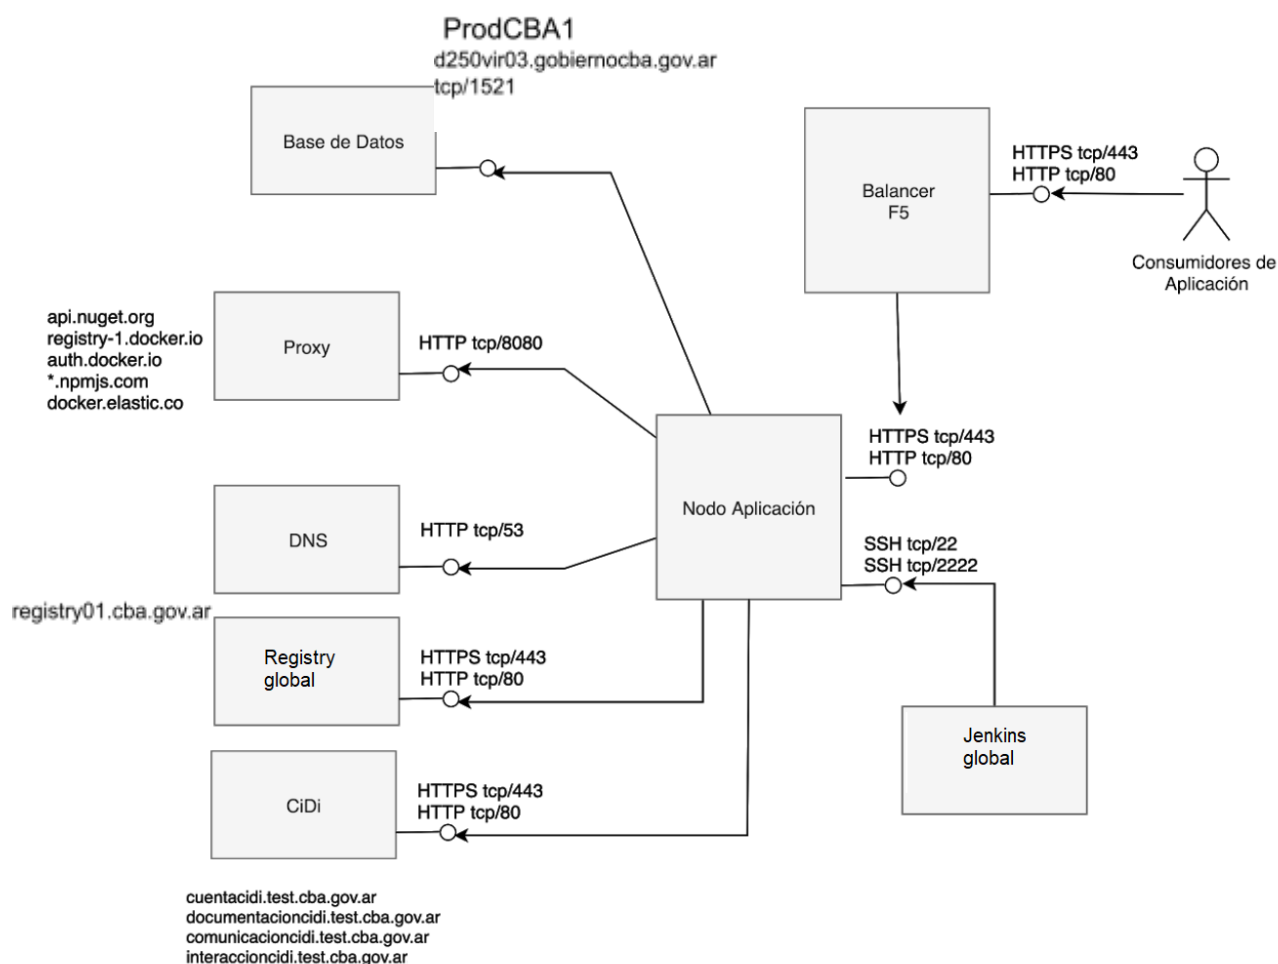 ProdCBA1
d250vir03.gobiernocba.gov.ar
tcp/1521
Base de Datos
Balancer
F5
HTTPS tcp/443
HTTP tcp/80
Consumidores de
Aplicación
api.nuget.org
registry-1.docker.io
auth.docker.io
*.npmjs.com
docker.elastic.co
Proxy
HTTP tcp/8080
HTTPS tcp/443
HTTP tcp/80
Nodo Aplicación
DNS
HTTP tcp/53
SSH tcp/22
SSH tcp/2222
registry01.cba.gov.ar
Registry
global
HTTPS tcp/443
HTTP tcp/80
Jenkins
global
CiDi
HTTPS tcp/443
HTTP tcp/80
cuentacidi.test.cba.gov.ar
documentacioncidi.test.cba.gov.ar
comunicacioncidi.test.cba.gov.ar
interaccioncidi.test.cba.gov.ar